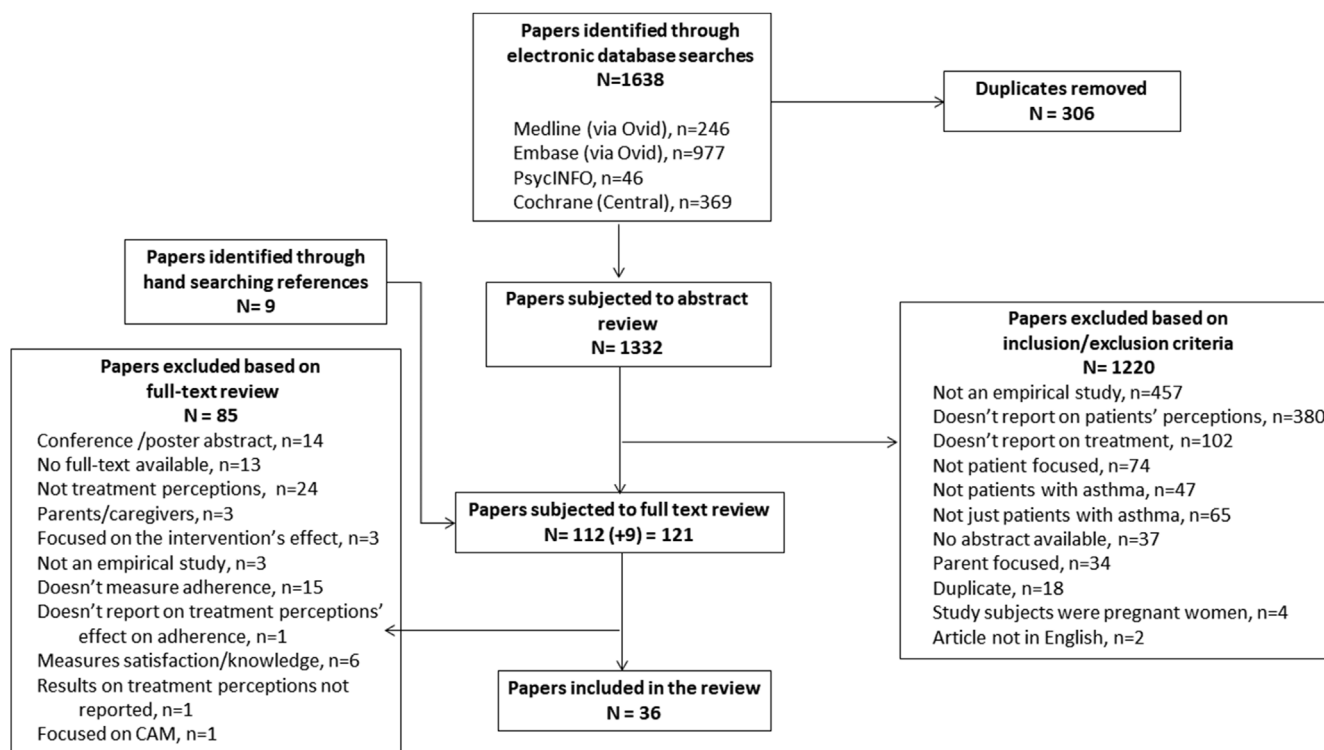 Papers identified through
electronic database searches
N=1638
Medline (via Ovid), n=246
Embase (via Ovid), n=977
PsycINFO, n=46
Cochrane (Central), n=369
Duplicates removed
N = 306
Papers identified through
hand searching references
N= 9
Papers subjected to abstract
review
N= 1332
Papers excluded based on
inclusion/exclusion criteria
N= 1220
Not an empirical study, n=457
Doesn't report on patients' perceptions, n=380
Doesn't report on treatment, n=102
Not patient focused, n=74
Not patients with asthma, n=47
Not just patients with asthma, n=65
No abstract available, n=37
Parent focused, n=34
Duplicate, n=18
Study subjects were pregnant women, n=4
Article not in English, n=2
Papers excluded based on
full-text review
N = 85
Conference /poster abstract, n=14
No full-text available, n=13
Not treatment perceptions, n=24
Parents/caregivers, n=3
Focused on the intervention's effect, n=3
Not an empirical study, n=3
Doesn't measure adherence, n=15
Doesn't report on treatment perceptions'
effect on adherence, n=1
Measures satisfaction/knowledge, n=6
Results on treatment perceptions not
reported, n=1
Focused on CAM, n=1
Papers subjected to full text review
N= 112 (+9) = 121
Papers included in the review
N = 36